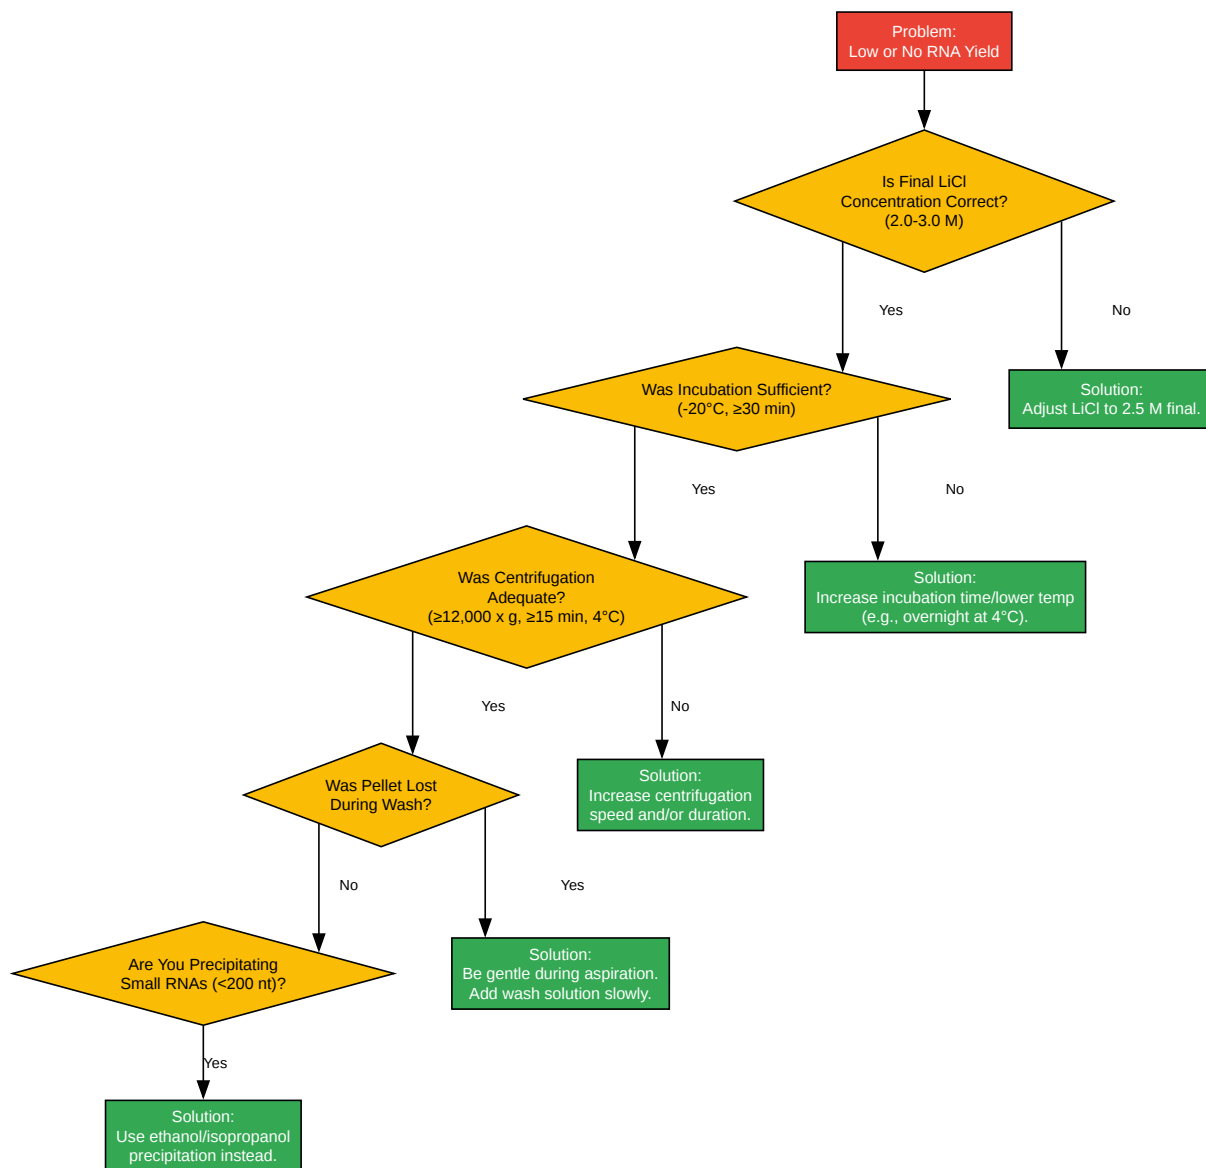 Problem:
Low or No RNA Yield
Is Final LiCl
Concentration Correct?
(2.0-3.0 M)
Yes
No
Was Incubation Sufficient?
(-20°C, ≥30 min)
Solution:
Adjust LiCl to 2.5 M final.
Yes
No
Was Centrifugation
Adequate?
(≥12,000 x g, ≥15 min, 4°C)
Solution:
Increase incubation time/lower temp
(e.g., overnight at 4°C).
Yes
No
Was Pellet Lost
During Wash?
Solution:
Increase centrifugation
speed and/or duration.
No
Yes
Are You Precipitating
Small RNAs (<200 nt)?
Solution:
Be gentle during aspiration.
Add wash solution slowly.
Yes
Solution:
Use ethanol/isopropanol
precipitation instead.